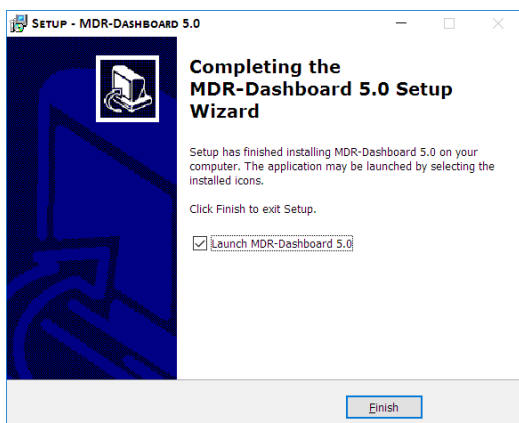 SETUP - MDR-DASHBOARD 5.0
Completing the
MDR-Dashboard 5.0 Setup
Wizard
Setup has finished installing MDR-Dashboard 5.0 on your
computer. The application may be launched by selecting the
installed icons.
Click Finish to exit Setup.
Launch MDR-Dashboard 5.0
Finish